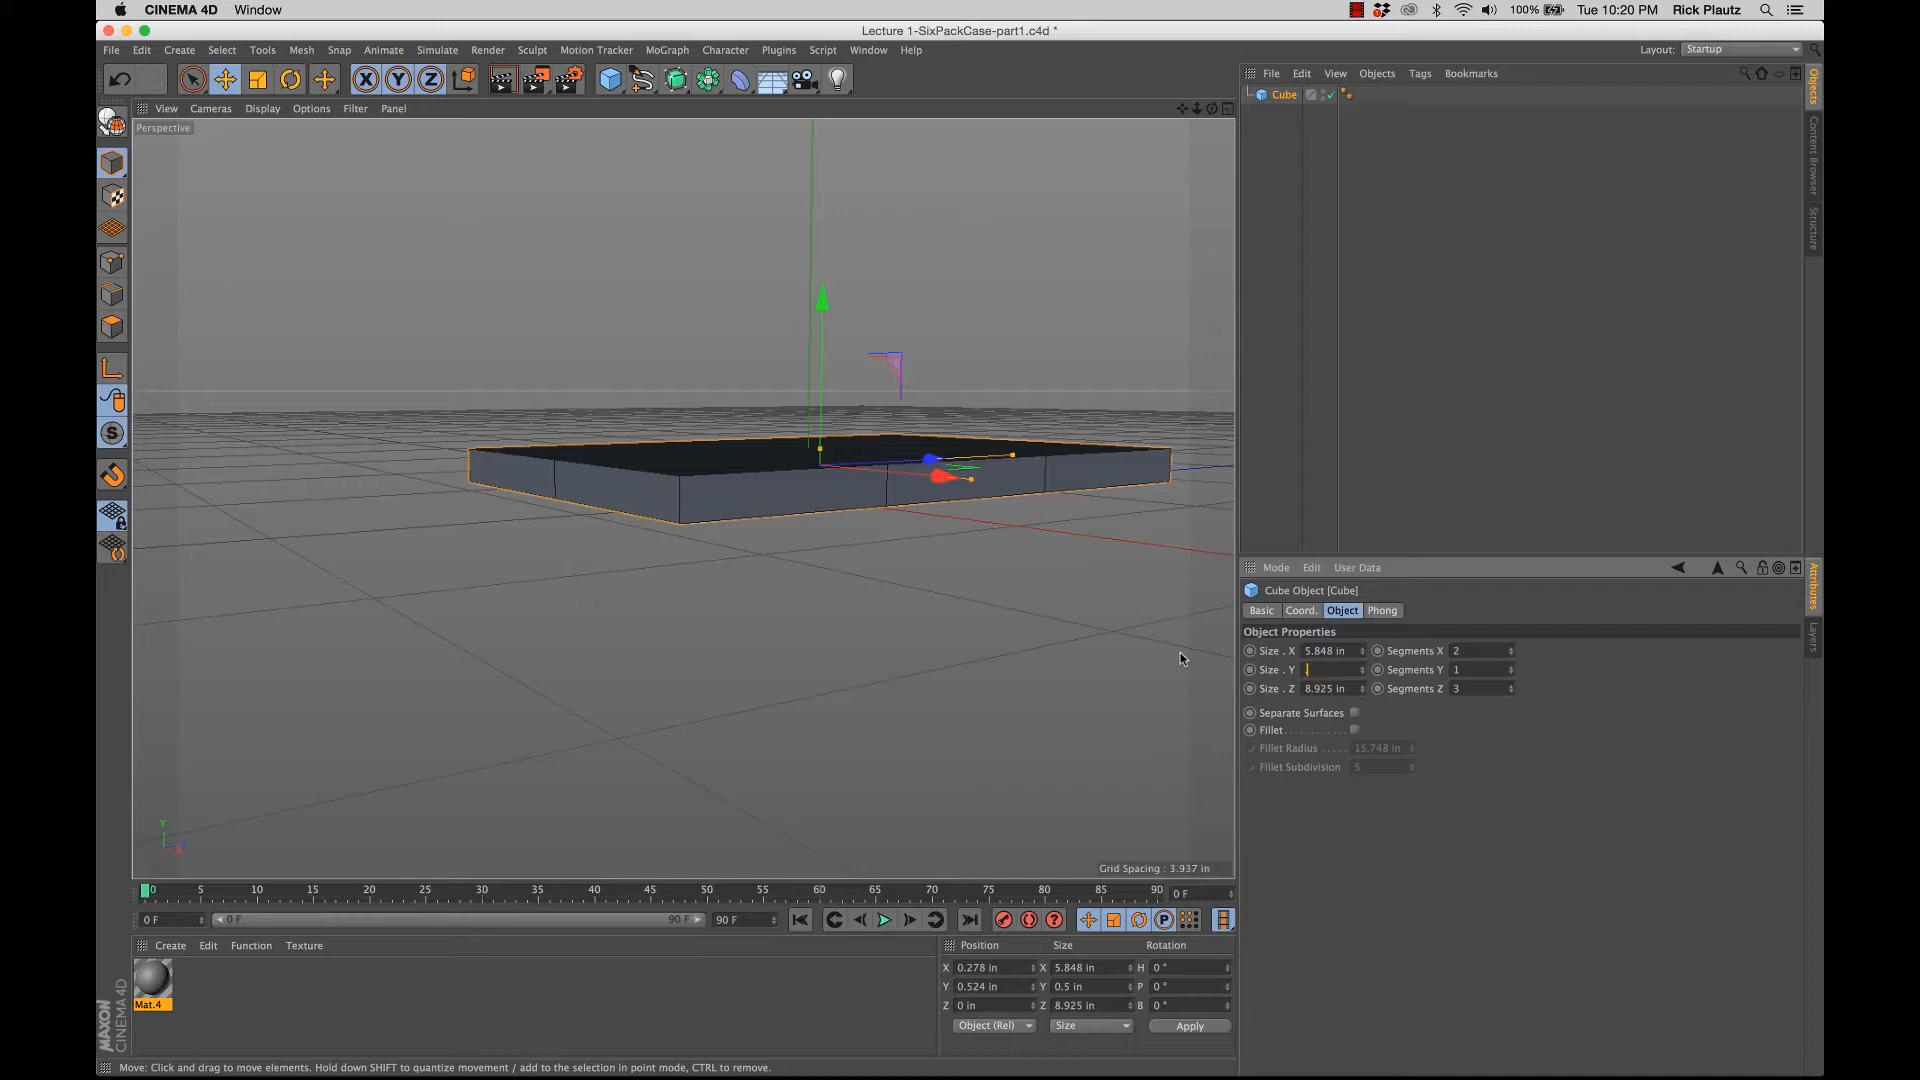 CINEMA 4D Window 100% Tue 10:20 PM Rick Plautz
Lecture 1-SixPackCase-part1.c4d *
File Edit Create Select Tools Mesh Snap Animate Simulate Render Sculpt Motion Tracker MoGraph Character Plugins Script Window Help Layout: Startup
X Y Z
File Edit View Objects Tags Bookmarks
Objects
Content Browser
Structure
Cube
View Cameras Display Options Filter Panel
Perspective
S
Mode Edit User Data
Attributes
Layers
Cube Object [Cube]
Basic Coord. Object Phong
Object Properties
Size . X 5.848 in Segments X 2
Size . Y . Segments Y 1
Size . Z 8.925 in Segments Z 3
Separate Surfaces
Fillet . . . . . . . . . .
Fillet Radius . . . . . 15.748 in
Fillet Subdivision 5
Y
Grid Spacing : 3.937 in
0 5 10 15 20 25 30 35 40 45 50 55 60 65 70 75 80 85 90 0 F
0 F 0 F 90 F 90 F P
Create Edit Function Texture
Mat.4
MAXON CINEMA 4D
Position Size Rotation
X 0.278 in X 5.848 in H 0 °
Y 0.524 in Y 0.5 in P 0 °
Z 0 in Z 8.925 in B 0 °
Object (Rel) Size Apply
Move: Click and drag to move elements. Hold down SHIFT to quantize movement / add to the selection in point mode, CTRL to remove.